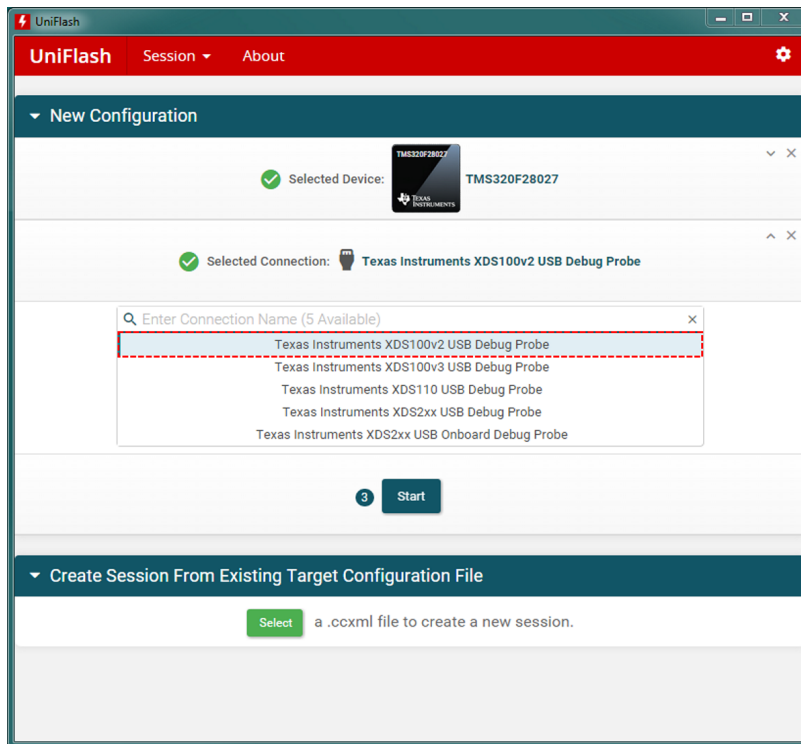 UniFlash
UniFlash Session About
New Configuration
Selected Device: TMS320F28027 TEXAS INSTRUMENTS TMS320F28027
Selected Connection: Texas Instruments XDS100v2 USB Debug Probe
Enter Connection Name (5 Available)
Texas Instruments XDS100v2 USB Debug Probe
Texas Instruments XDS100v3 USB Debug Probe
Texas Instruments XDS110 USB Debug Probe
Texas Instruments XDS2xx USB Debug Probe
Texas Instruments XDS2xx USB Onboard Debug Probe
3 Start
Create Session From Existing Target Configuration File
Select a .ccxml file to create a new session.